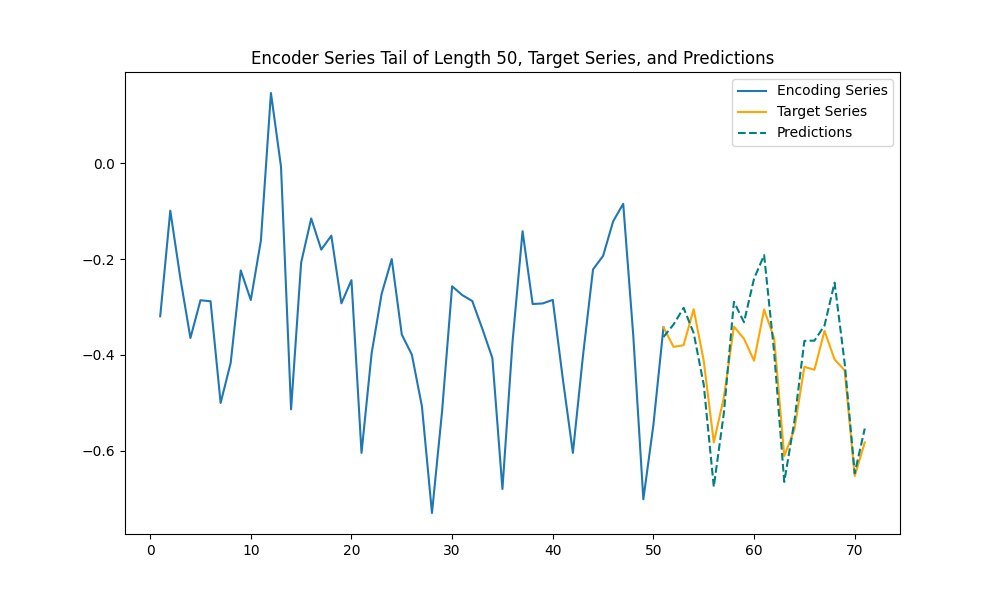 Encoder Series Tail of Length 50, Target Series, and Predictions
Encoding Series
Target Series
Predictions
0.0
−0.2
−0.4
−0.6
0 10 20 30 40 50 60 70